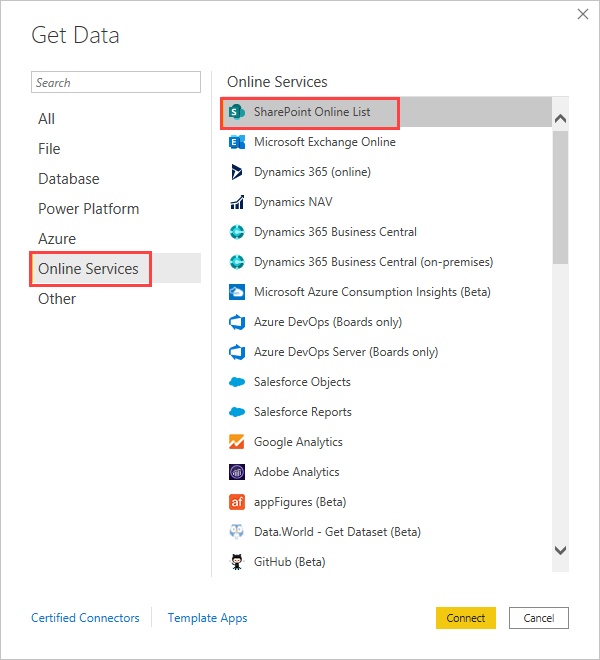 Get Data
Search
All
File
Database
Power Platform
Azure
Online Services
Other
Online Services
SharePoint Online List
Microsoft Exchange Online
Dynamics 365 (online)
Dynamics NAV
Dynamics 365 Business Central
Dynamics 365 Business Central (on-premises)
Microsoft Azure Consumption Insights (Beta)
Azure DevOps (Boards only)
Azure DevOps Server (Boards only)
Salesforce Objects
Salesforce Reports
Google Analytics
Adobe Analytics
appFigures (Beta)
Data.World - Get Dataset (Beta)
GitHub (Beta)
Certified Connectors
Template Apps
Connect
Cancel